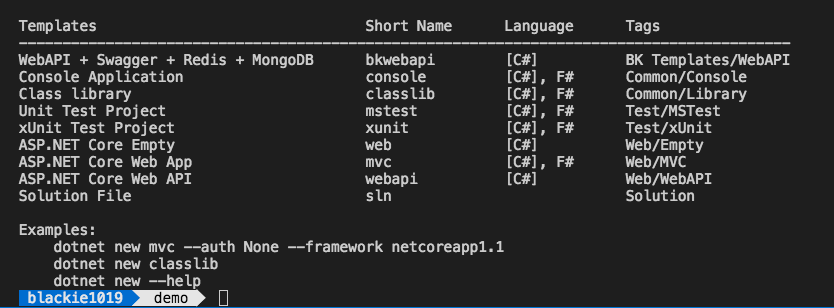 Templates Short Name Language Tags
----------------------------------------------------------------------------------------
WebAPI + Swagger + Redis + MongoDB bkwebapi [C#] BK Templates/WebAPI
Console Application console [C#], F# Common/Console
Class library classlib [C#], F# Common/Library
Unit Test Project mstest [C#], F# Test/MSTest
xUnit Test Project xunit [C#], F# Test/xUnit
ASP.NET Core Empty web [C#] Web/Empty
ASP.NET Core Web App mvc [C#], F# Web/MVC
ASP.NET Core Web API webapi [C#] Web/WebAPI
Solution File sln Solution
Examples:
dotnet new mvc --auth None --framework netcoreapp1.1
dotnet new classlib
dotnet new --help
blackie1019 demo